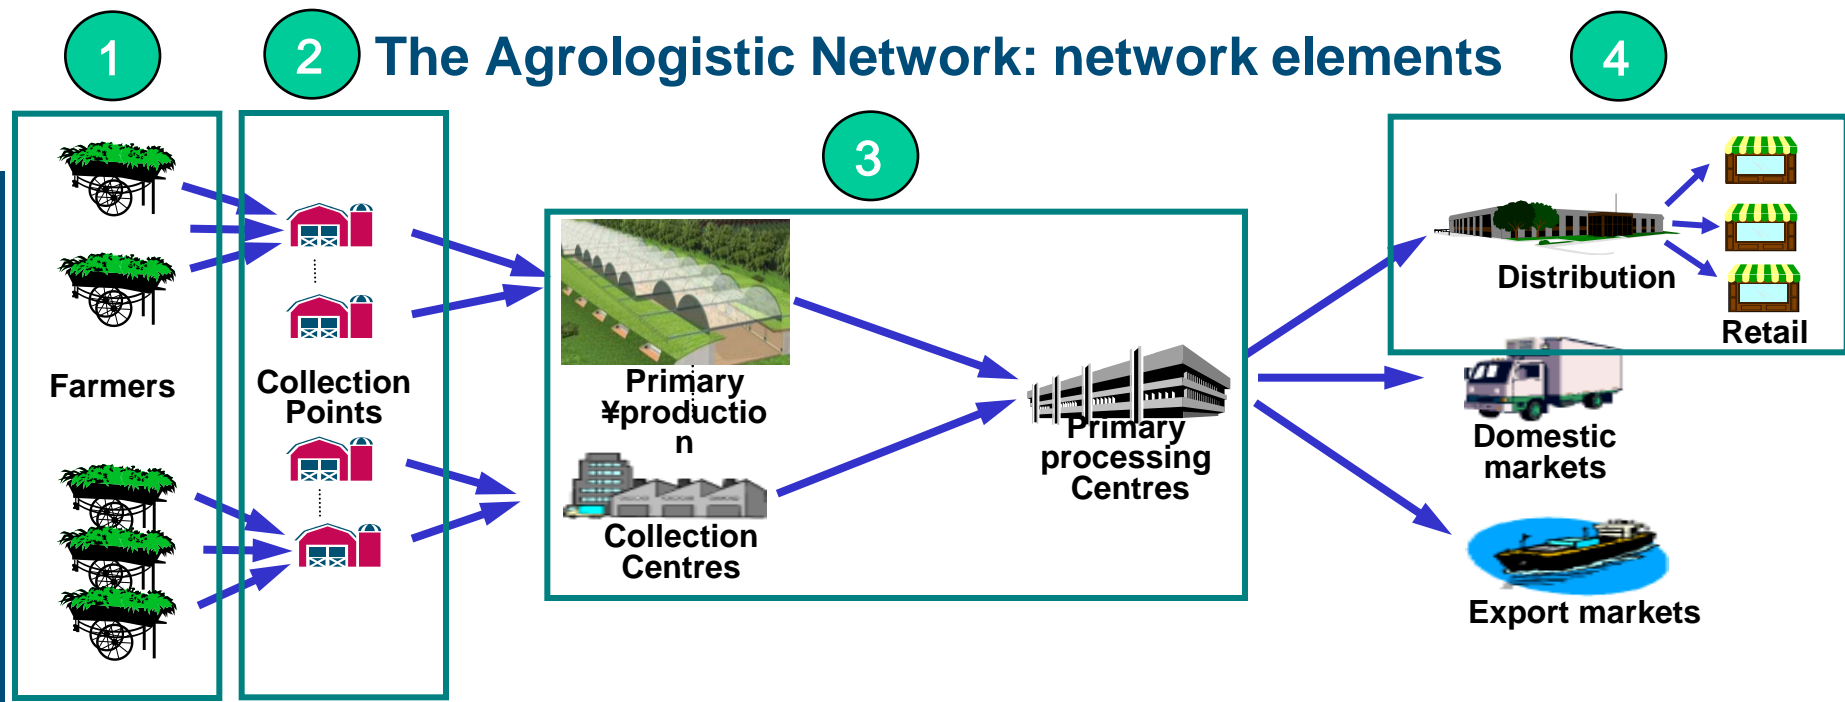 1
2
The Agrologistic Network: network elements
4
3
Farmers
Collection
Points
Primary
¥productio
n
Collection
Centres
Primary
processing
Centres
Distribution
Retail
Domestic
markets
Export markets